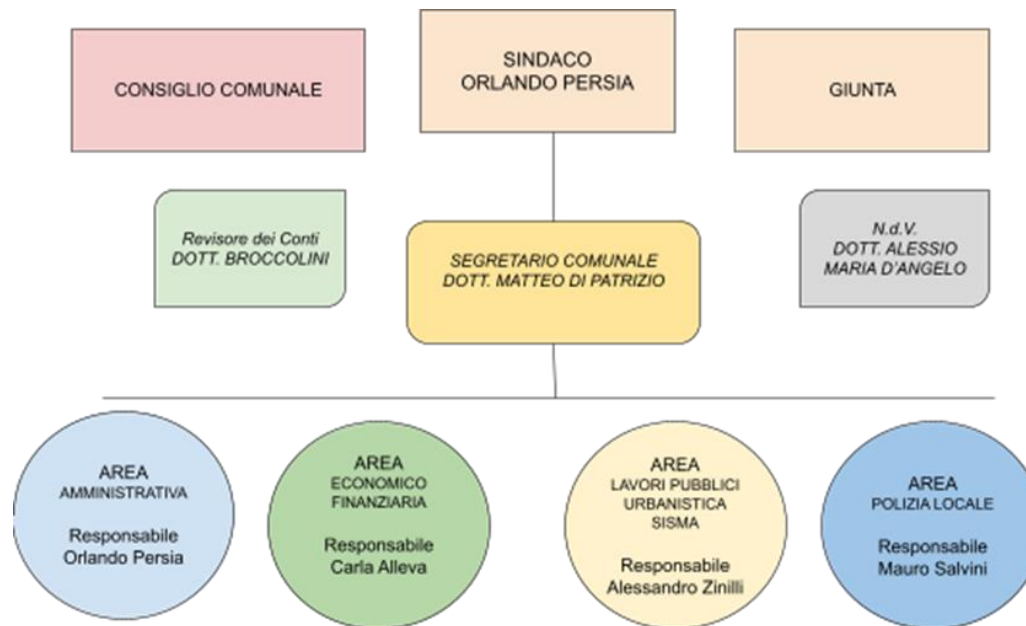 CONSIGLIO COMUNALE
SINDACO
ORLANDO PERSIA
GIUNTA
Revisore dei Conti
DOTT. BROCCOLINI
SEGRETARIO COMUNALE
DOTT. MATTEO DI PATRIZIO
N.d.V.
DOTT. ALESSIO
MARIA D'ANGELO
AREA
AMMINISTRATIVA
Responsabile
Orlando Persia
AREA
ECONOMICO
FINANZIARIA
Responsabile
Carla Alleva
AREA
LAVORI PUBBLICI
URBANISTICA
SISMA
Responsabile
Alessandro Zinilli
AREA
POLIZIA LOCALE
Responsabile
Mauro Salvini